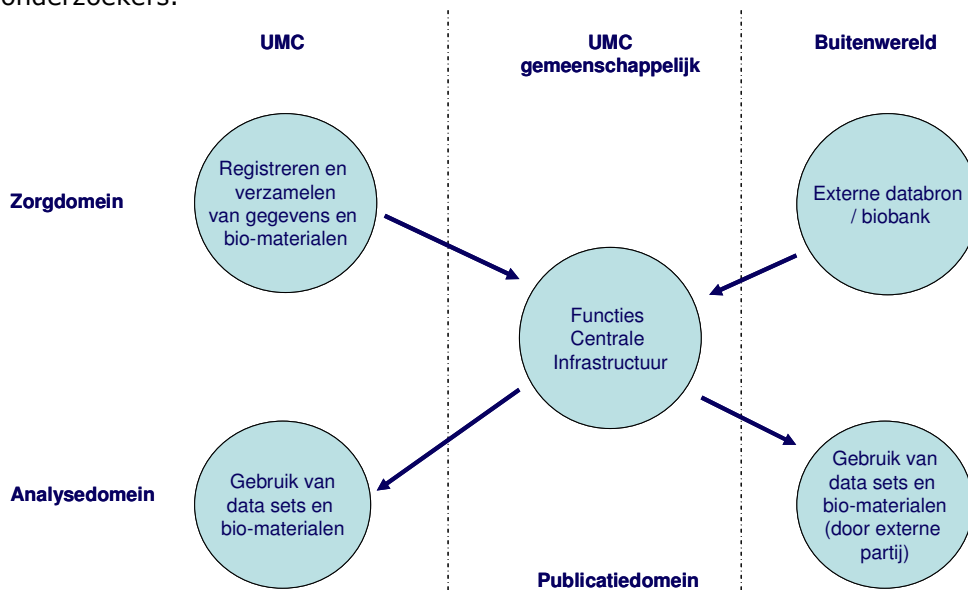 onderzoekers.
UMC
UMC
gemeenschappelijk
Buitenwereld
Zorgdomein
Registreren en
verzamelen
van gegevens en
bio-materialen
Externe databron
/ biobank
Functies
Centrale
Infrastructuur
Analysedomein
Gebruik van
data sets en
bio-materialen
Gebruik van
data sets en
bio-materialen
(door externe
partij)
Publicatiedomein